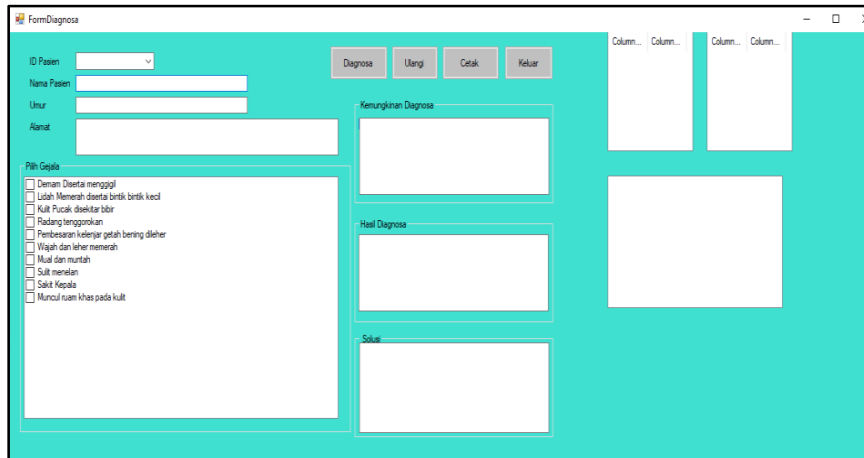 FormDiagnosa
ID Pasien
Nama Pasien
Umur
Alamat
Diagnosa Ulangi Cetak Keluar
Column... Column... Column... Column...
Kemungkinan Diagnosa
Pilih Gejala
Demam Disertai menggigil
Lidah Memerah disertai bintik bintik kecil
Kulit Pucak disekitar bibir
Radang tenggorokan
Pembesaran kelenjar getah bening dileher
Wajah dan leher memerah
Mual dan muntah
Sulit menelan
Sakit Kepala
Muncul ruam khas pada kulit
Hasil Diagnosa
Solusi